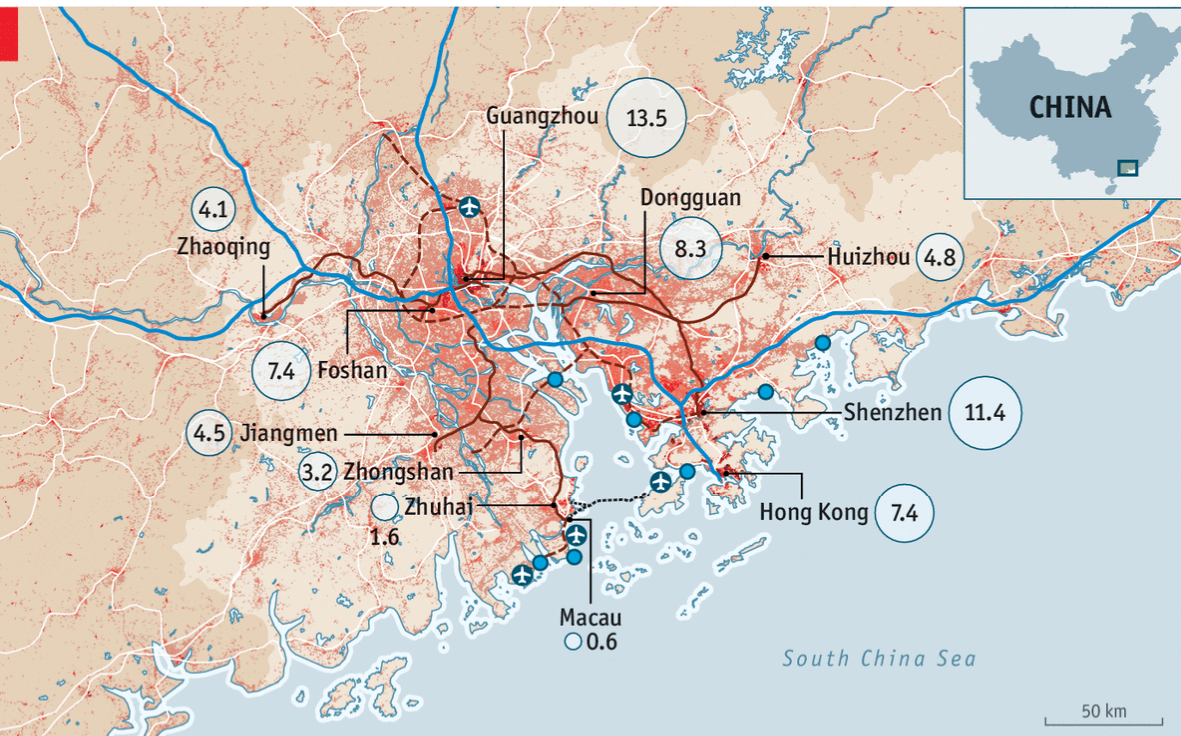 CHINA
Guangzhou
13.5
Dongguan
8.3
4.1
Zhaoqing
Huizhou 4.8
7.4 Foshan
Shenzhen 11.4
4.5 Jiangmen
3.2 Zhongshan
Zhuhai
1.6
Hong Kong 7.4
Macau
0.6
South China Sea
50 km